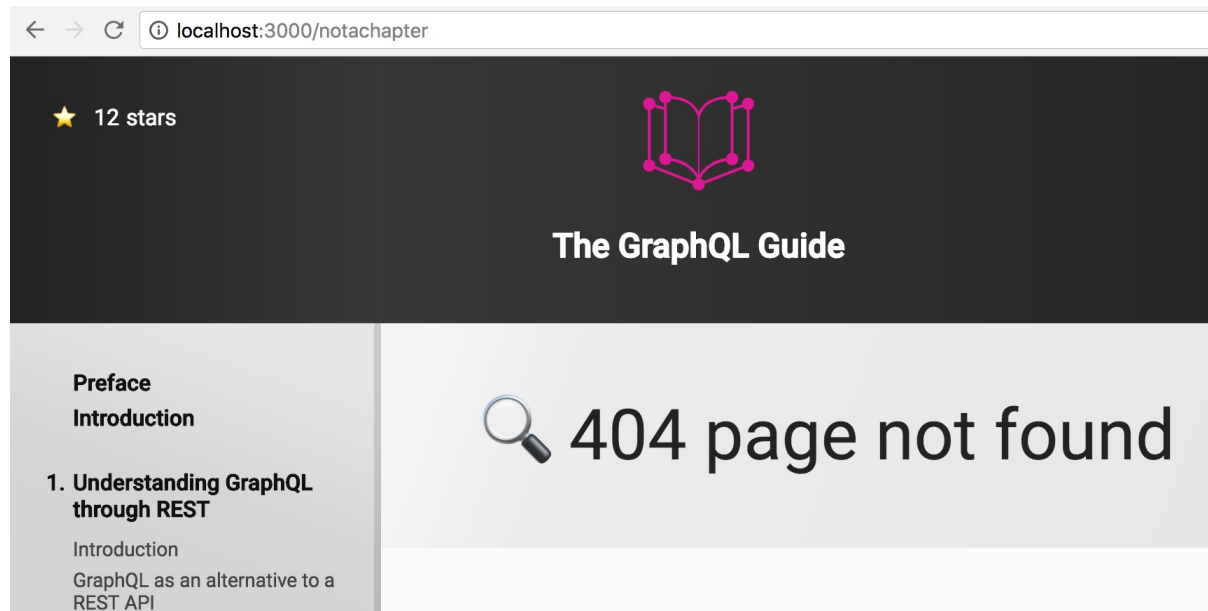 localhost:3000/notachapter
12 stars
The GraphQL Guide
Preface
Introduction
1. Understanding GraphQL
through REST
Introduction
GraphQL as an alternative to a
REST API
404 page not found